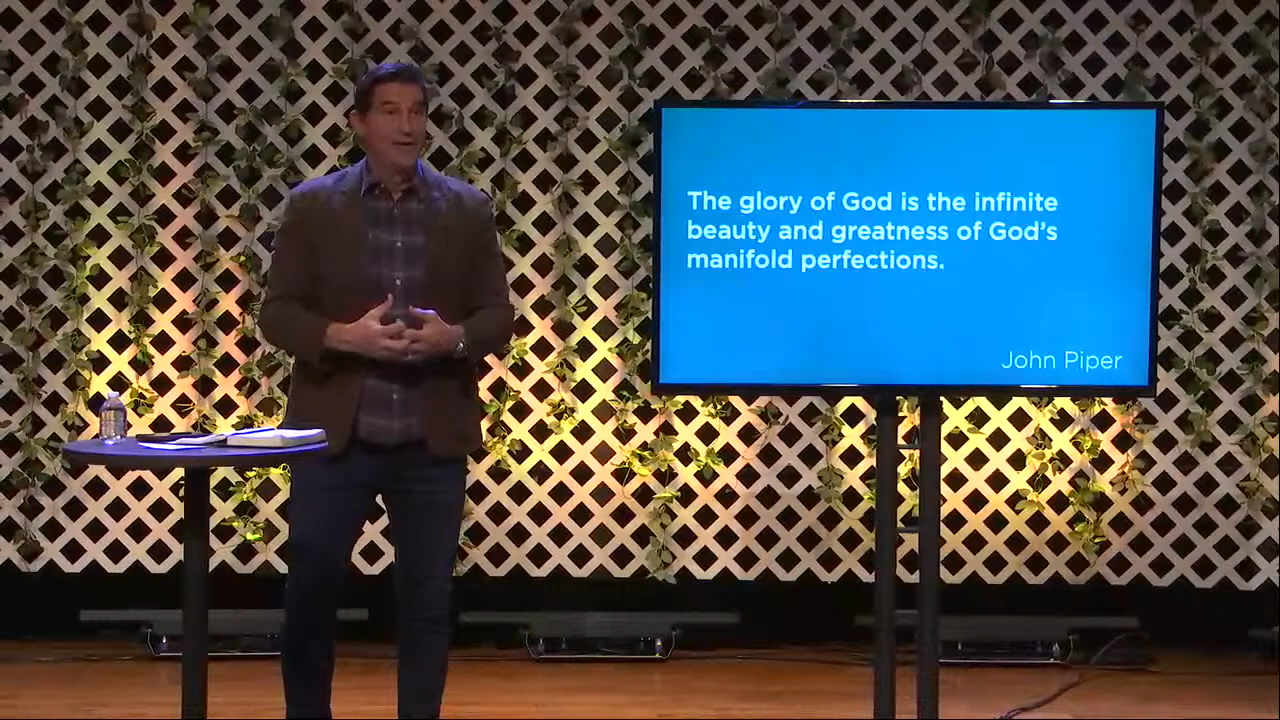 The glory of God is the infinite
beauty and greatness of God's
manifold perfections.
John Piper